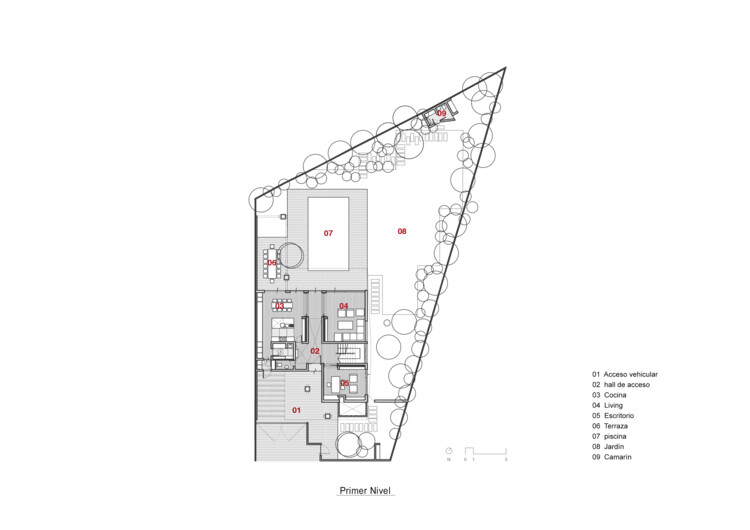 09
07
08
06
03
04
02
05
01
N
0 1
Primer Nivel
01 Acceso vehicular
02 hall de acceso
03 Cocina
04 Living
05 Escritorio
06 Terraza
07 piscina
08 Jardín
09 Camarín